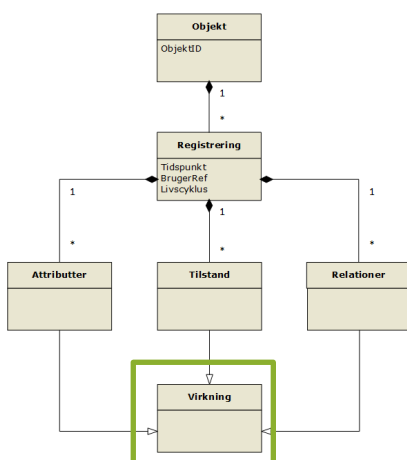 Objekt
ObjektID
1
*
Registrering
Tidspunkt
BrugerRef
Livscyklus
1
1
1
*
*
*
Attributter
Tilstand
Relationer
Virkning